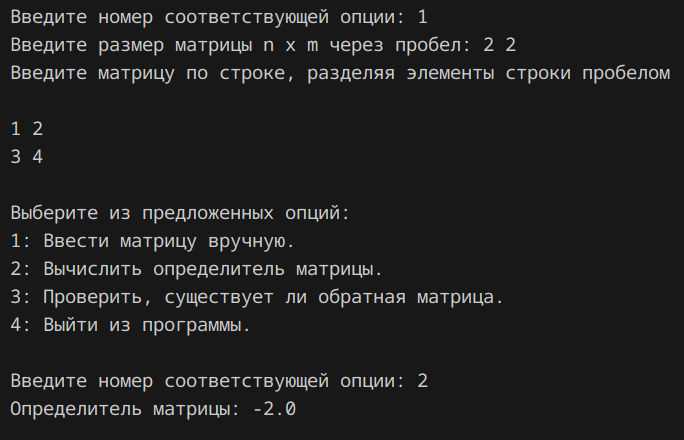 Введите номер соответствующей опции: 1
Введите размер матрицы n x m через пробел: 2 2
Введите матрицу по строке, разделяя элементы строки пробелом
1 2
3 4
Выберите из предложенных опций:
1: Ввести матрицу вручную.
2: Вычислить определитель матрицы.
3: Проверить, существует ли обратная матрица.
4: Выйти из программы.
Введите номер соответствующей опции: 2
Определитель матрицы: -2.0